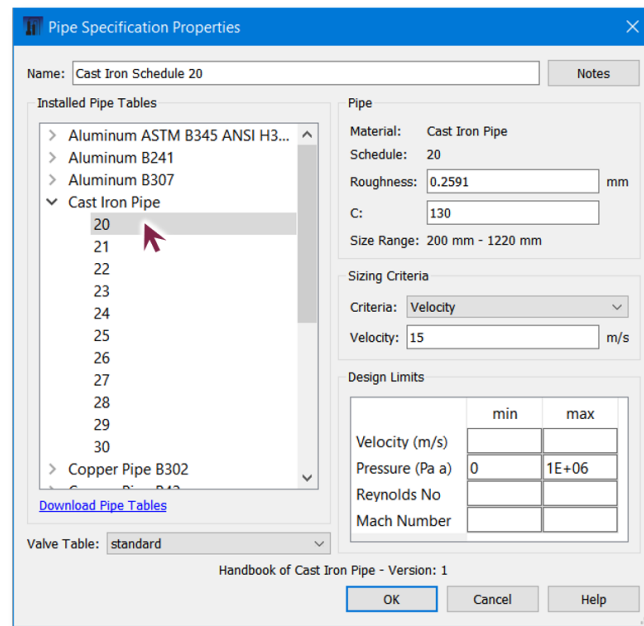 Pipe Specification Properties
Name: Cast Iron Schedule 20 Notes
Installed Pipe Tables
Aluminum ASTM B345 ANSI H3...
Aluminum B241
Aluminum B307
Cast Iron Pipe
20
21
22
23
24
25
26
27
28
29
30
Copper Pipe B302
Download Pipe Tables
Valve Table: standard
Pipe
Material: Cast Iron Pipe
Schedule: 20
Roughness: 0.2591 mm
C: 130
Size Range: 200 mm - 1220 mm
Sizing Criteria
Criteria: Velocity
Velocity: 15 m/s
Design Limits
min max
Velocity (m/s)
Pressure (Pa a) 0 1E+06
Reynolds No
Mach Number
Handbook of Cast Iron Pipe - Version: 1
OK Cancel Help